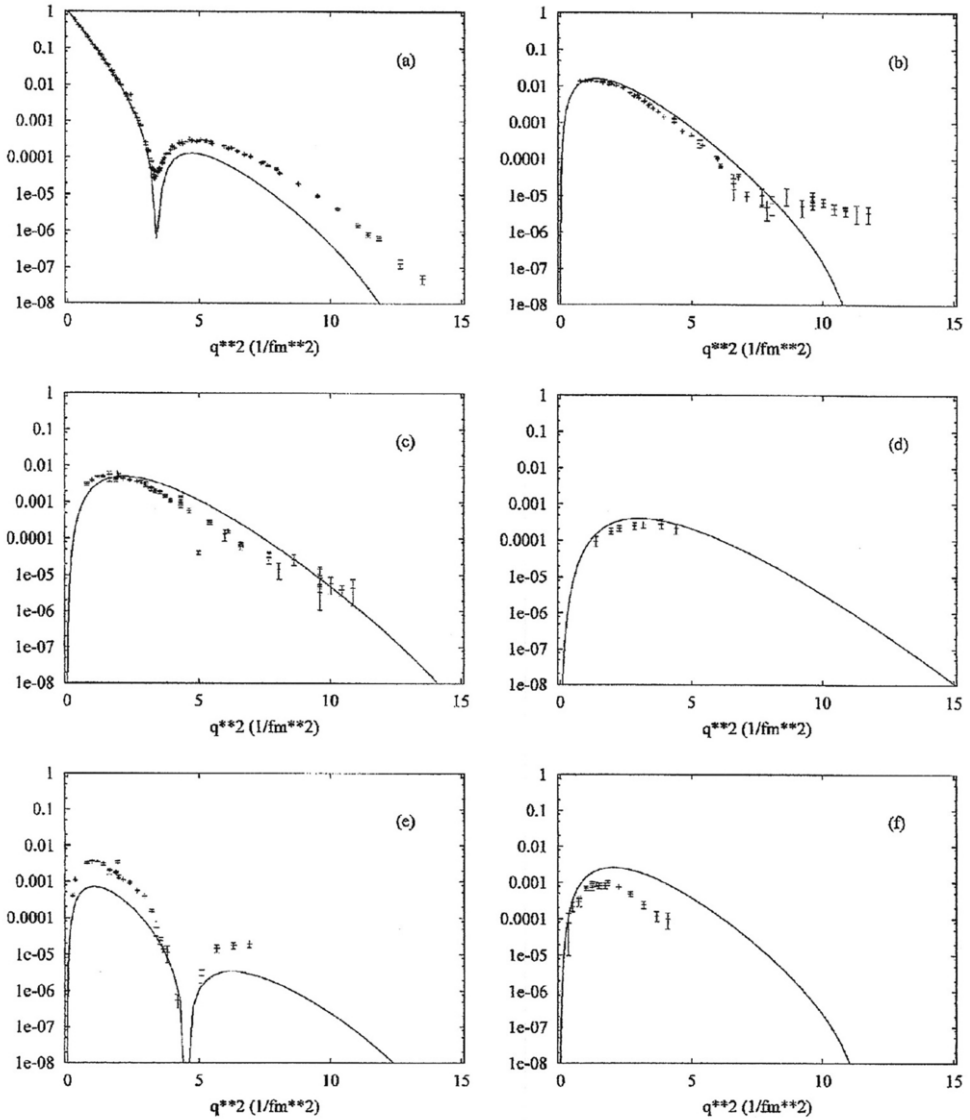 1
0.1
0.01
0.001
0.0001
1e-05
1e-06
1e-07
1e-08
0 5 10 15
q**2 (1/fm**2)
(a)
1
0.1
0.01
0.001
0.0001
1e-05
1e-06
1e-07
1e-08
0 5 10 15
q**2 (1/fm**2)
(b)
1
0.1
0.01
0.001
0.0001
1e-05
1e-06
1e-07
1e-08
0 5 10 15
q**2 (1/fm**2)
(c)
1
0.1
0.01
0.001
0.0001
1e-05
1e-06
1e-07
1e-08
0 5 10 15
q**2 (1/fm**2)
(d)
1
0.1
0.01
0.001
0.0001
1e-05
1e-06
1e-07
1e-08
0 5 10 15
q**2 (1/fm**2)
(e)
1
0.1
0.01
0.001
0.0001
1e-05
1e-06
1e-07
1e-08
0 5 10 15
q**2 (1/fm**2)
(f)